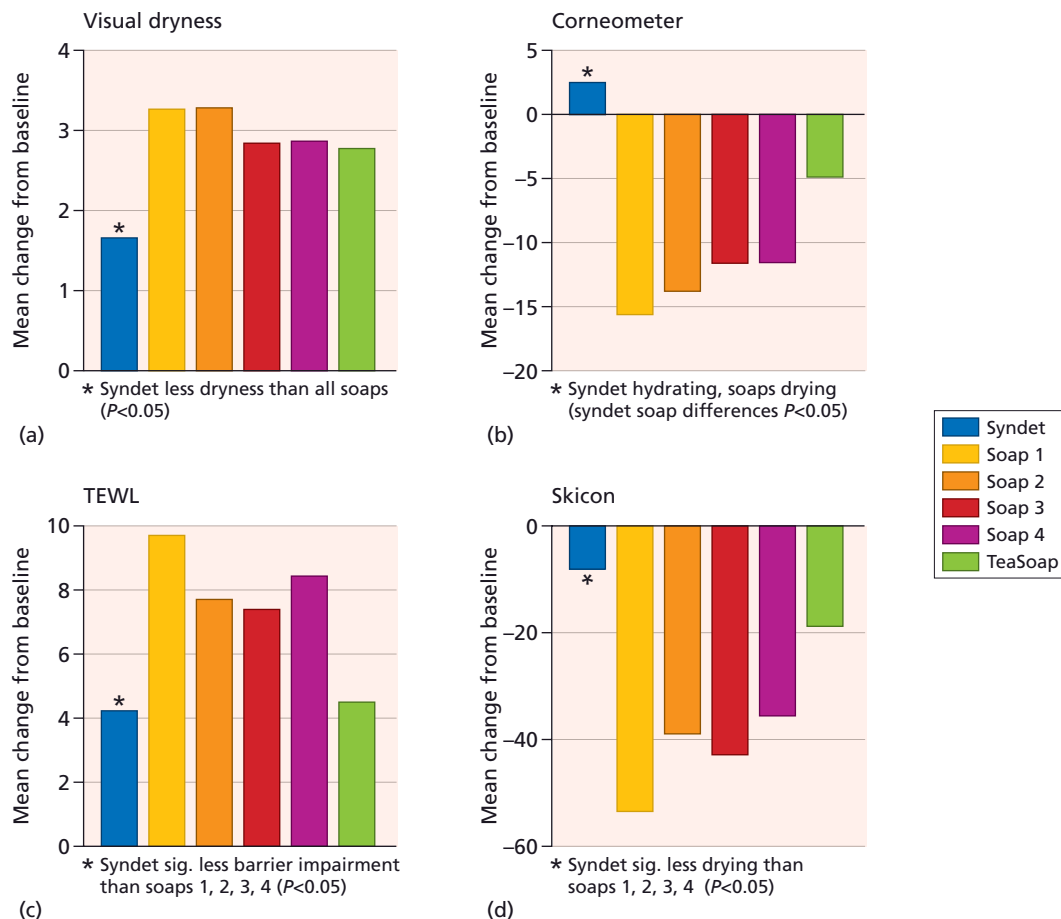 Visual dryness
Mean change from baseline
4
3
2
1
0
*
* Syndet less dryness than all soaps
(P<0.05)
(a)
Corneometer
Mean change from baseline
5
0
–5
–10
–15
–20
*
* Syndet hydrating, soaps drying
(syndet soap differences P<0.05)
(b)
Syndet
Soap 1
Soap 2
Soap 3
Soap 4
TeaSoap
TEWL
Mean change from baseline
10
8
6
4
2
0
*
* Syndet sig. less barrier impairment
than soaps 1, 2, 3, 4 (P<0.05)
(c)
Skicon
Mean change from baseline
0
–20
–40
–60
*
* Syndet sig. less drying than
soaps 1, 2, 3, 4 (P<0.05)
(d)